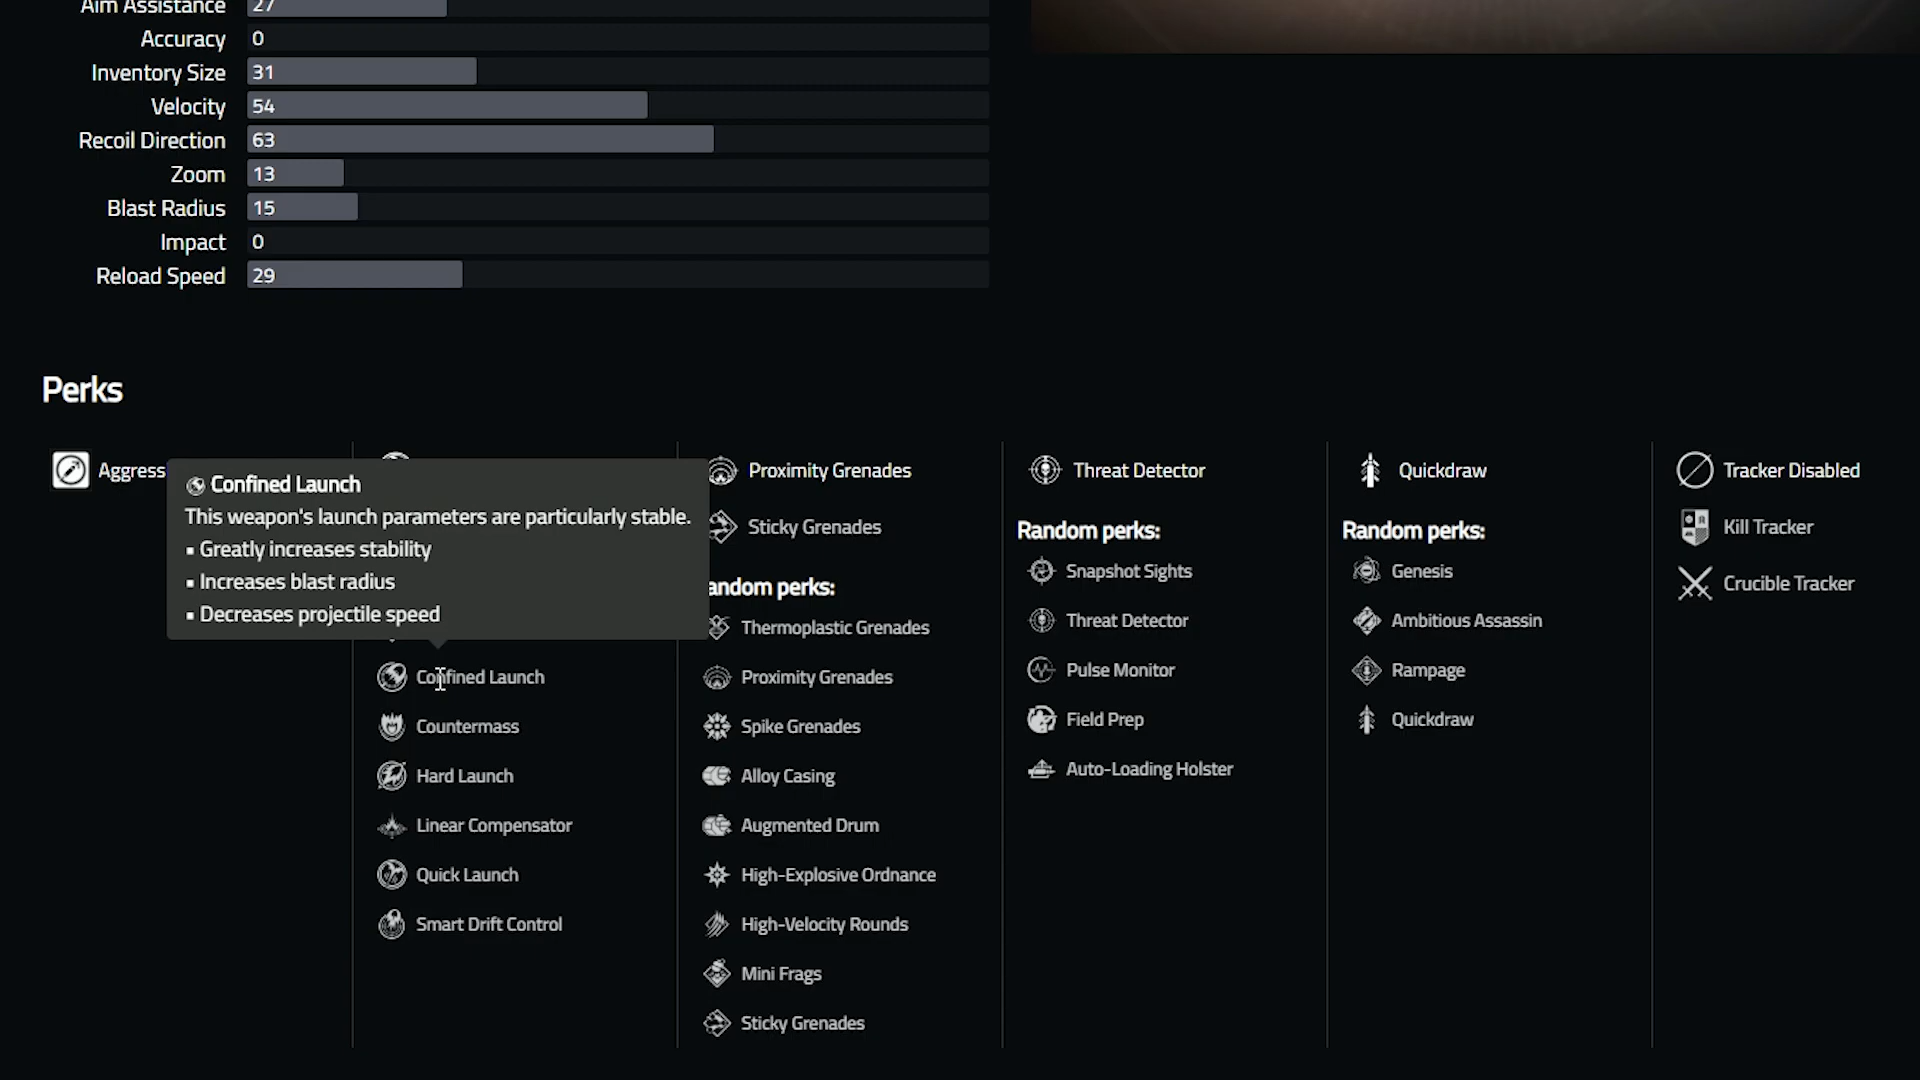 Aim Assistance 27
Accuracy 0
Inventory Size 31
Velocity 54
Recoil Direction 63
Zoom 13
Blast Radius 15
Impact 0
Reload Speed 29
Perks
Aggress
Confined Launch
This weapon's launch parameters are particularly stable.
▪ Greatly increases stability
▪ Increases blast radius
▪ Decreases projectile speed
Confined Launch
Countermass
Hard Launch
Linear Compensator
Quick Launch
Smart Drift Control
Proximity Grenades
Sticky Grenades
andom perks:
Thermoplastic Grenades
Proximity Grenades
Spike Grenades
Alloy Casing
Augmented Drum
High-Explosive Ordnance
High-Velocity Rounds
Mini Frags
Sticky Grenades
Threat Detector
Random perks:
Snapshot Sights
Threat Detector
Pulse Monitor
Field Prep
Auto-Loading Holster
Quickdraw
Random perks:
Genesis
Ambitious Assassin
Rampage
Quickdraw
Tracker Disabled
Kill Tracker
Crucible Tracker